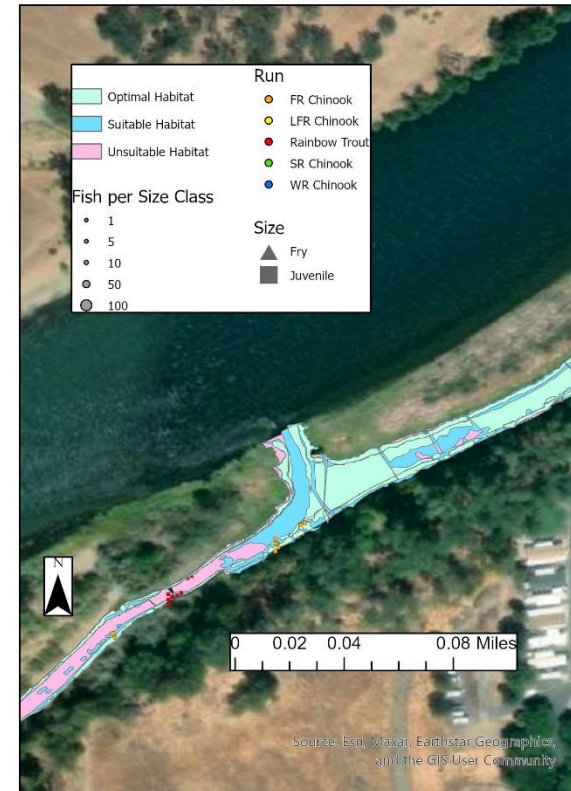 Optimal Habitat
Suitable Habitat
Unsuitable Habitat
Fish per Size Class
1
5
10
50
100
Run
FR Chinook
LFR Chinook
Rainbow Trout
SR Chinook
WR Chinook
Size
Fry
Juvenile
N
0 0.02 0.04 0.08 Miles
Source: Esri, Maxar, Earthstar Geographics,
and the GIS User Community